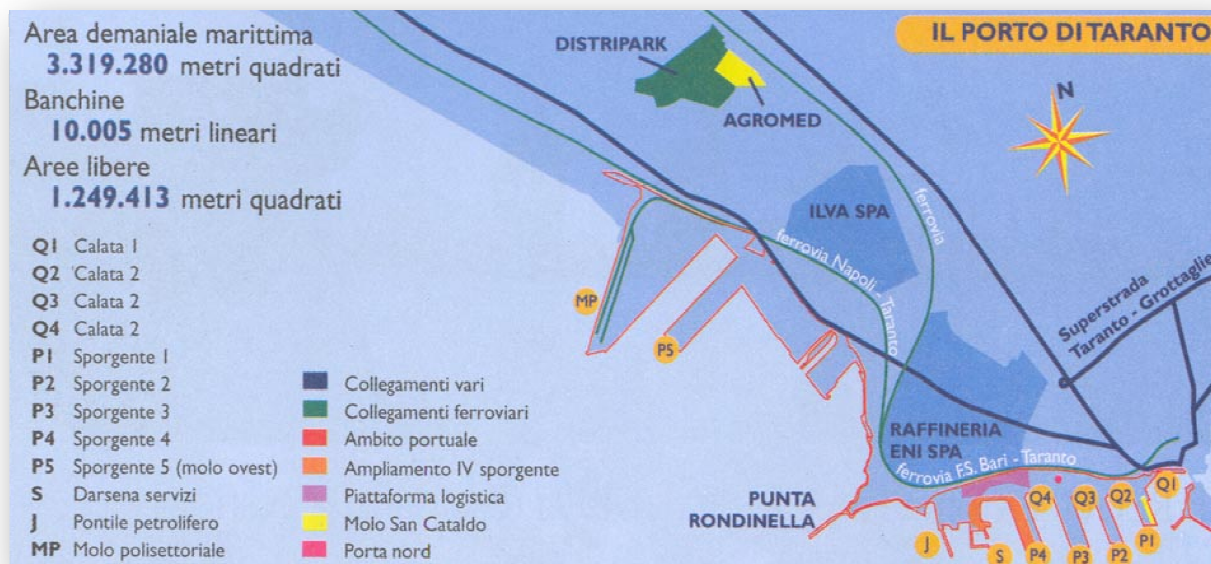 Area demaniale marittima
3.319.280 metri quadrati
Banchine
10.005 metri lineari
Aree libere
1.249.413 metri quadrati
Q1 Calata 1
Q2 'Calata 2
Q3 Calata 2
Q4 Calata 2
P1 Sporgente 1
P2 Sporgente 2
P3 Sporgente 3
P4 Sporgente 4
P5 Sporgente 5 (molo ovest)
S Darsena servizi
J Pontile petrolifero
MP Molo polisettoriale
Collegamenti vari
Collegamenti ferroviari
Ambito portuale
Ampliamento IV sporgente
Piattaforma logistica
Molo San Cataldo
Porta nord
IL PORTO DI TARANTO
N
DISTRIPARK
AGROMED
ILVA SPA
ferrovia
ferrovia Napoli - Taranto
Superstrada
Taranto - Grottaglie
MP
P5
RAFFINERIA
ENI SPA
ferrovia F.S. Bari - Taranto
PUNTA
RONDINELLA
Q4
Q3
Q2
Q1
J
S
P4
P3
P2
P1